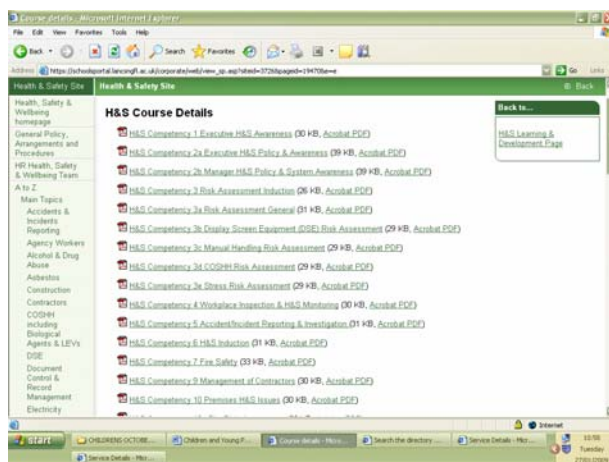 Course details - Microsoft Internet Explorer
File Edit View Favorites Tools Help
Back Search Favorites
Address
Go Links
Health & Safety Site
Health & Safety Site
Back
Health, Safety &
Wellbeing
homepage
General Policy,
Arrangements and
Procedures
HR Health, Safety
& Wellbeing Team
A to Z
Main Topics
Accidents &
Incidents
Reporting
Agency Workers
Alcohol & Drug
Abuse
Asbestos
Construction
Contractors
COSHH
including
Biological
Agents & LEVs
DSE
Document
Control &
Record
Management
Electricity
H&S Course Details
H&S Competency 1 Executive H&S Awareness (30 KB, Acrobat PDF)
H&S Competency 2a Executive H&S Policy & Awareness (39 KB, Acrobat PDF)
H&S Competency 2b Manager H&S Policy & System Awareness (39 KB, Acrobat PDF)
H&S Competency 3 Risk Assessment Induction (26 KB, Acrobat PDF)
H&S Competency 3a Risk Assessment General (31 KB, Acrobat PDF)
H&S Competency 3b Display Screen Equipment (DSE) Risk Assessment (29 KB, Acrobat PDF)
H&S Competency 3c Manual Handling Risk Assessment (29 KB, Acrobat PDF)
H&S Competency 3d COSHH Risk Assessment (29 KB, Acrobat PDF)
H&S Competency 3e Stress Risk Assessment (29 KB, Acrobat PDF)
H&S Competency 4 Workplace Inspection & H&S Monitoring (30 KB, Acrobat PDF)
H&S Competency 5 Accident/Incident Reporting & Investigation (31 KB, Acrobat PDF)
H&S Competency 6 H&S Induction (31 KB, Acrobat PDF)
H&S Competency 7 Fire Safety (33 KB, Acrobat PDF)
H&S Competency 9 Management of Contractors (30 KB, Acrobat PDF)
H&S Competency 10 Premises H&S Issues (30 KB, Acrobat PDF)
Back to...
H&S Learning &
Development Page
Internet
start
CHILDRENS OCTOBE...
Children and Young P...
Course details - Micro...
Search the directory ...
Service Details - Micr...
Service Details - Micr...
Tuesday